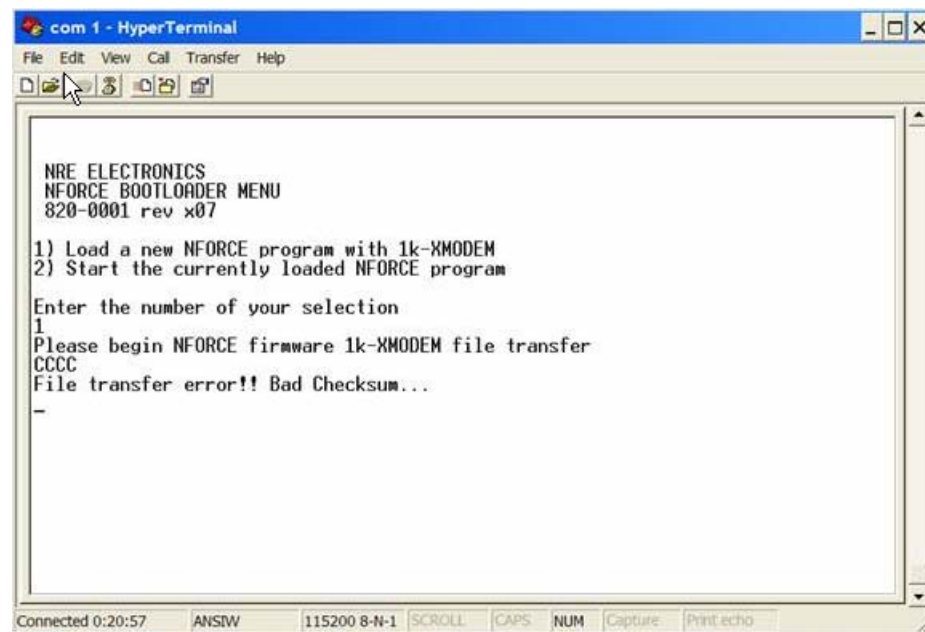 com 1 - HyperTerminal
File Edit View Call Transfer Help
NRE ELECTRONICS
NFORCE BOOTLOADER MENU
820-0001 rev x07
1) Load a new NFORCE program with 1k-XMODEM
2) Start the currently loaded NFORCE program
Enter the number of your selection
1
Please begin NFORCE firmware 1k-XMODEM file transfer
CCCC
File transfer error!! Bad Checksum...
_
Connected 0:20:57 ANSIW 115200 8-N-1 SCROLL CAPS NUM Capture Print echo